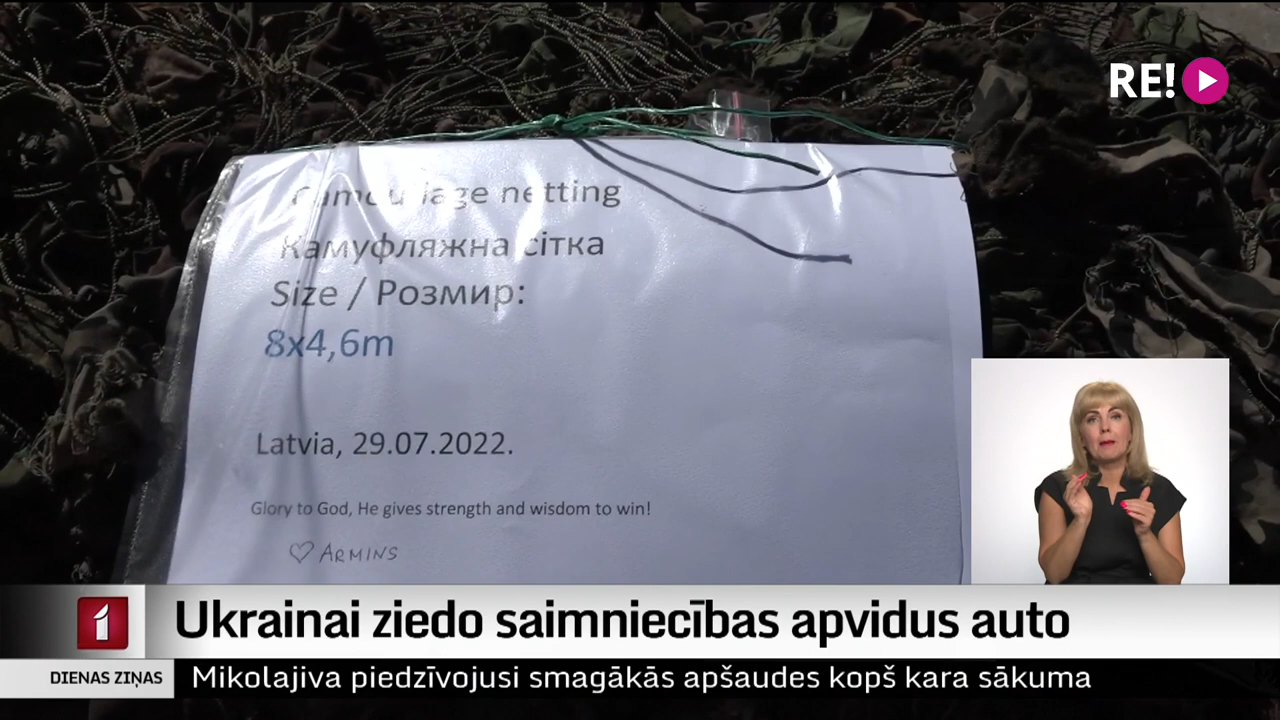 RE!
Camouflage netting
Камуфляжна сітка
Size / Розмир:
8x4,6m
Latvia, 29.07.2022.
Glory to God, He gives strength and wisdom to win!
♡ ARMINS
1 Ukrainai ziedo saimniecības apvidus auto
DIENAS ZIŅAS Mikolajiva piedzīvojusi smagākās apšaudes kopš kara sākuma